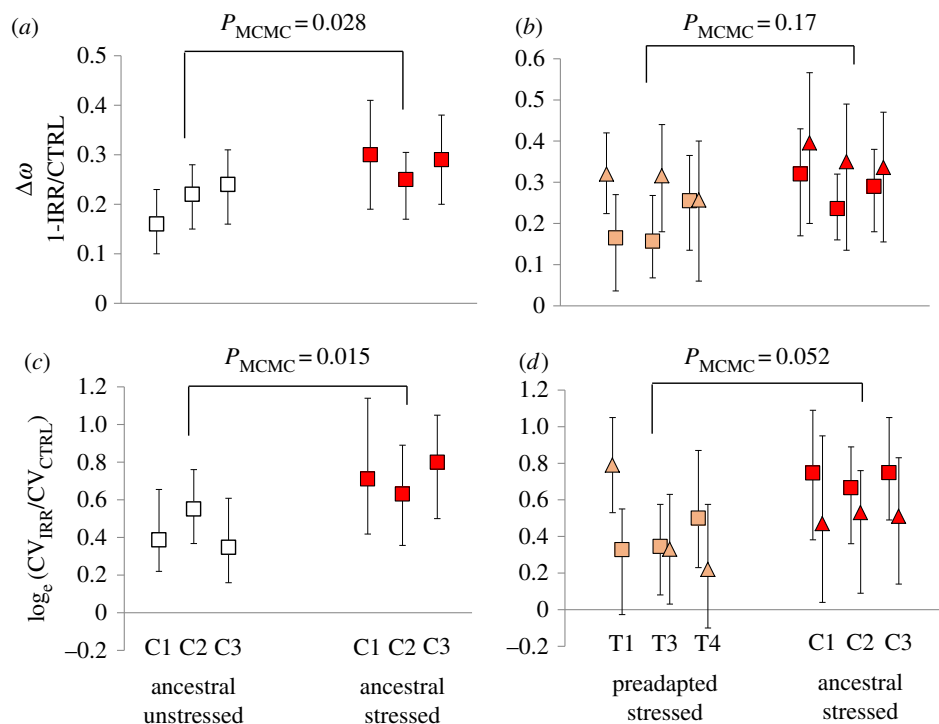 (a) P_MCMC = 0.028
0.5
0.4
0.3
0.2
0.1
0
Δω
1-IRR/CTRL
(b) P_MCMC = 0.17
0.6
0.5
0.4
0.3
0.2
0.1
0
(c) P_MCMC = 0.015
1.2
1.0
0.8
0.6
0.4
0.2
0
–0.2
log_e (CV_IRR/CV_CTRL)
C1 C2 C3 C1 C2 C3
ancestral unstressed
ancestral stressed
(d) P_MCMC = 0.052
1.2
1.0
0.8
0.6
0.4
0.2
0
–0.2
T1 T3 T4 C1 C2 C3
preadapted stressed
ancestral stressed